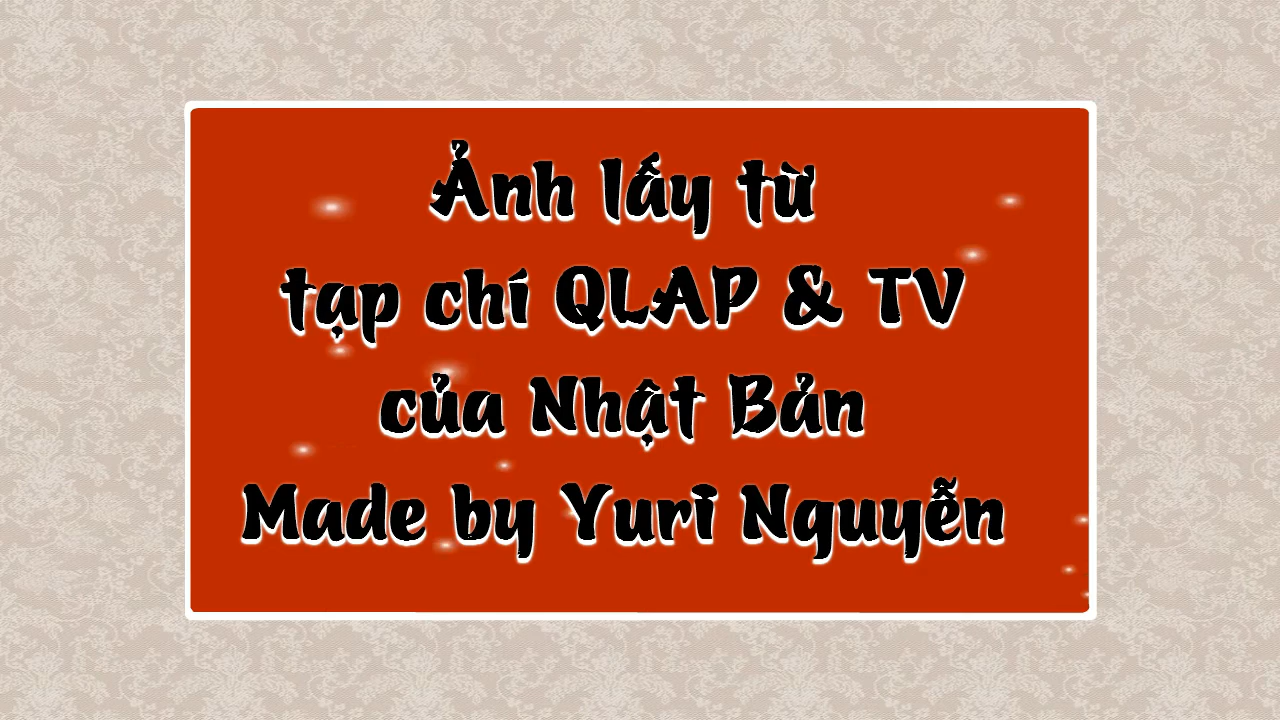 Ảnh lấy từ
tạp chí QLAP & TV
của Nhật Bản
Made by Yuri Nguyễn